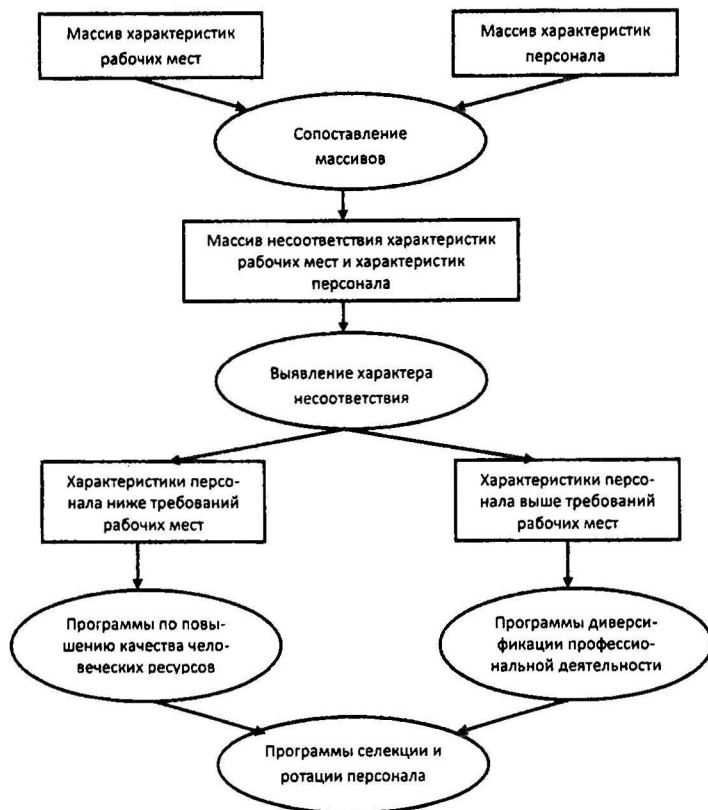 Массив характеристик
рабочих мест
Массив характеристик
персонала
Сопоставление
массивов
Массив несоответствия характеристик
рабочих мест и характеристик
персонала
Выявление характера
несоответствия
Характеристики персо-
нала ниже требований
рабочих мест
Характеристики персо-
нала выше требований
рабочих мест
Программы по повы-
шению качества чело-
веческих ресурсов
Программы диверси-
фикации профессио-
нальной деятельности
Программы селекции и
ротации персонала